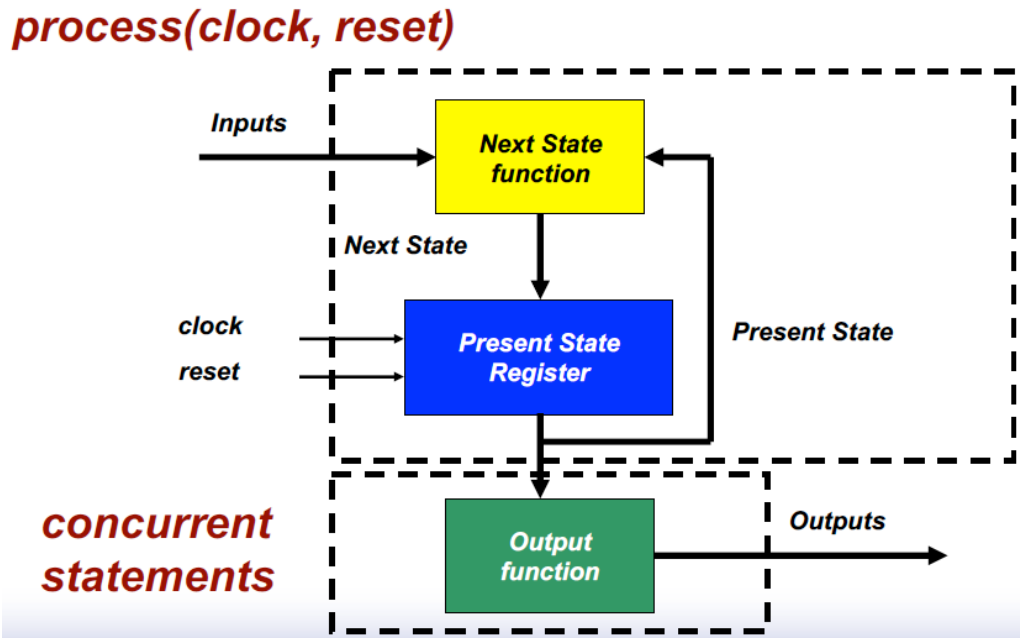 process(clock, reset)
Inputs
Next State
function
Next State
clock
reset
Present State
Register
Present State
concurrent
statements
Output
function
Outputs